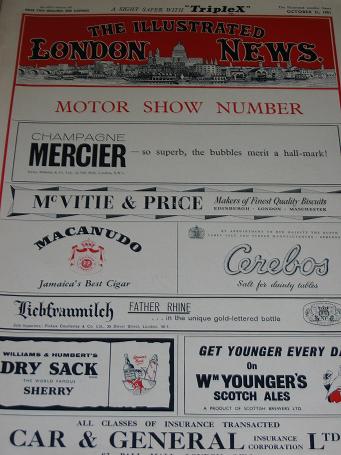 A SIGHT SAFER WITH "TripleX"
OCTOBER 21, 1961
THE ILLUSTRATED
LONDON NEWS.
MOTOR SHOW NUMBER
CHAMPAGNE
MERCIER — so superb, the bubbles merit a hall-mark!
McVITIE & PRICE Makers of Finest Quality Biscuits
EDINBURGH - LONDON - MANCHESTER
MACANUDO
Jamaica's Best Cigar
Cerebos
Salt for dainty tables
Liebfraumilch FATHER RHINE
...in the unique gold-lettered bottle
WILLIAMS & HUMBERT'S
DRY SACK
THE WORLD FAMOUS
SHERRY
GET YOUNGER EVERY DA
On
WM YOUNGER'S
SCOTCH ALES
A PRODUCT OF SCOTTISH BREWERS LTD.
ALL CLASSES OF INSURANCE TRANSACTED
CAR & GENERAL INSURANCE CORPORATION LTD